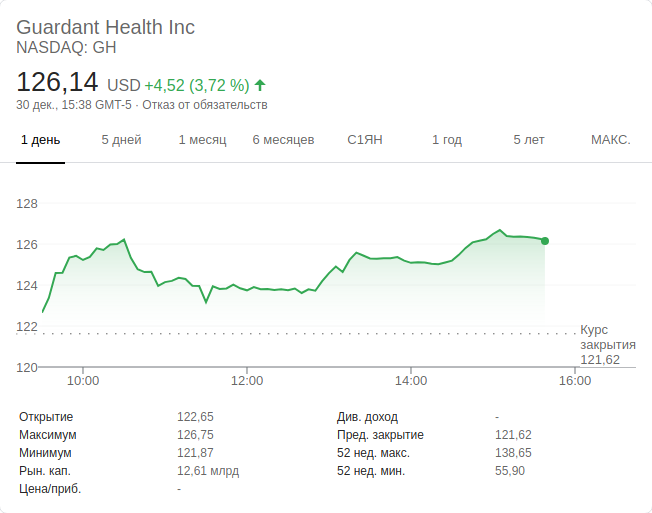 Guardant Health Inc
NASDAQ: GH
126,14 USD +4,52 (3,72 %)
30 дек., 15:38 GMT-5 · Отказ от обязательств
1 день 5 дней 1 месяц 6 месяцев С1ЯН 1 год 5 лет МАКС.
128
126
124
122
120
Курс
закрытия
121,62
10:00 12:00 14:00 16:00
Открытие 122,65 Див. доход -
Максимум 126,75 Пред. закрытие 121,62
Минимум 121,87 52 нед. макс. 138,65
Рын. кап. 12,61 млрд 52 нед. мин. 55,90
Цена/приб. -